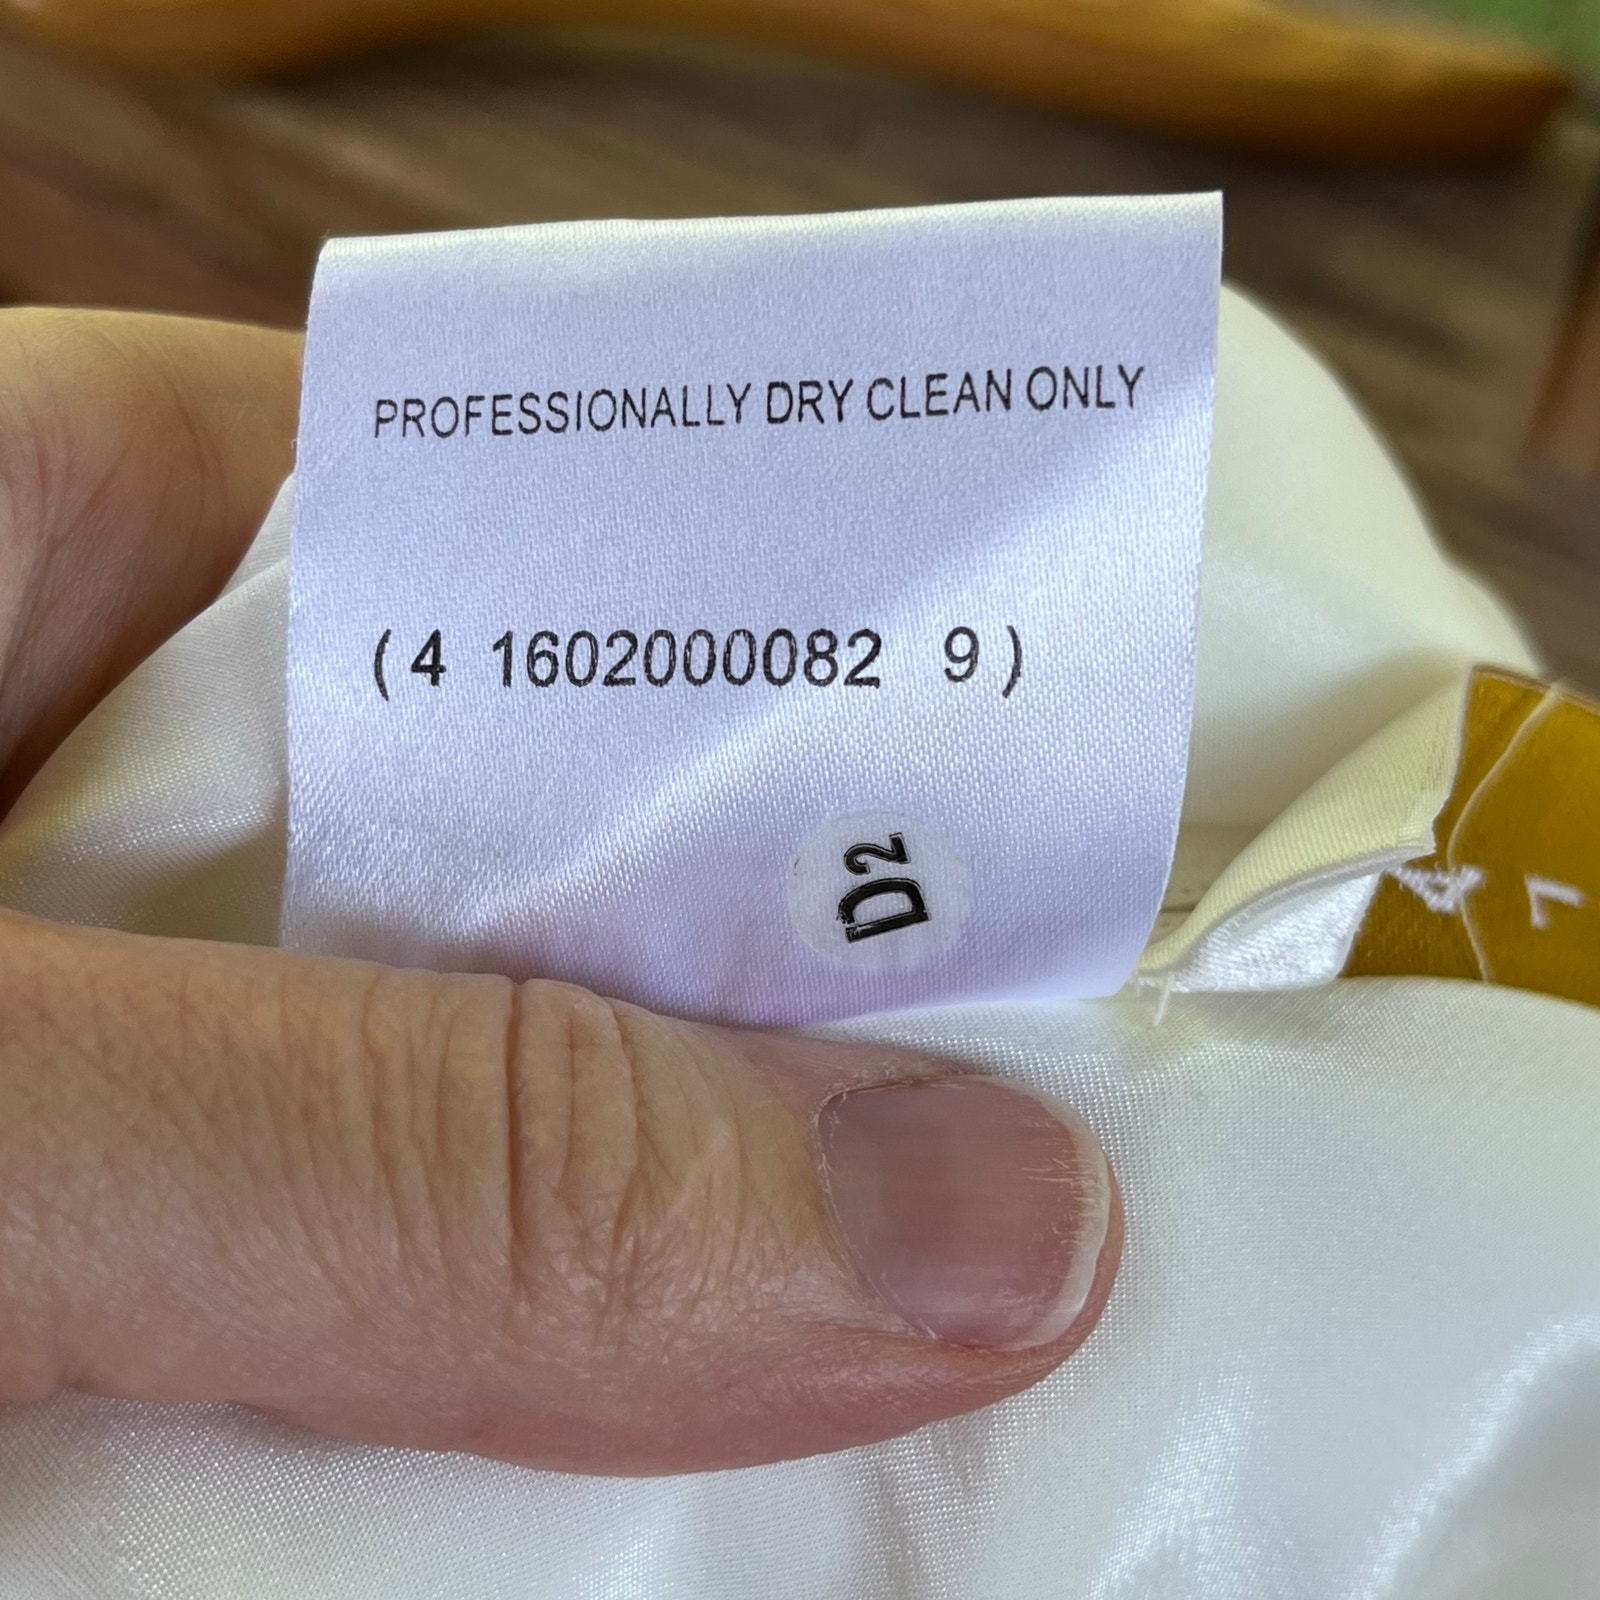 PROFESSIONALLY DRY CLEAN ONLY
(4 1602000082 9)
D2